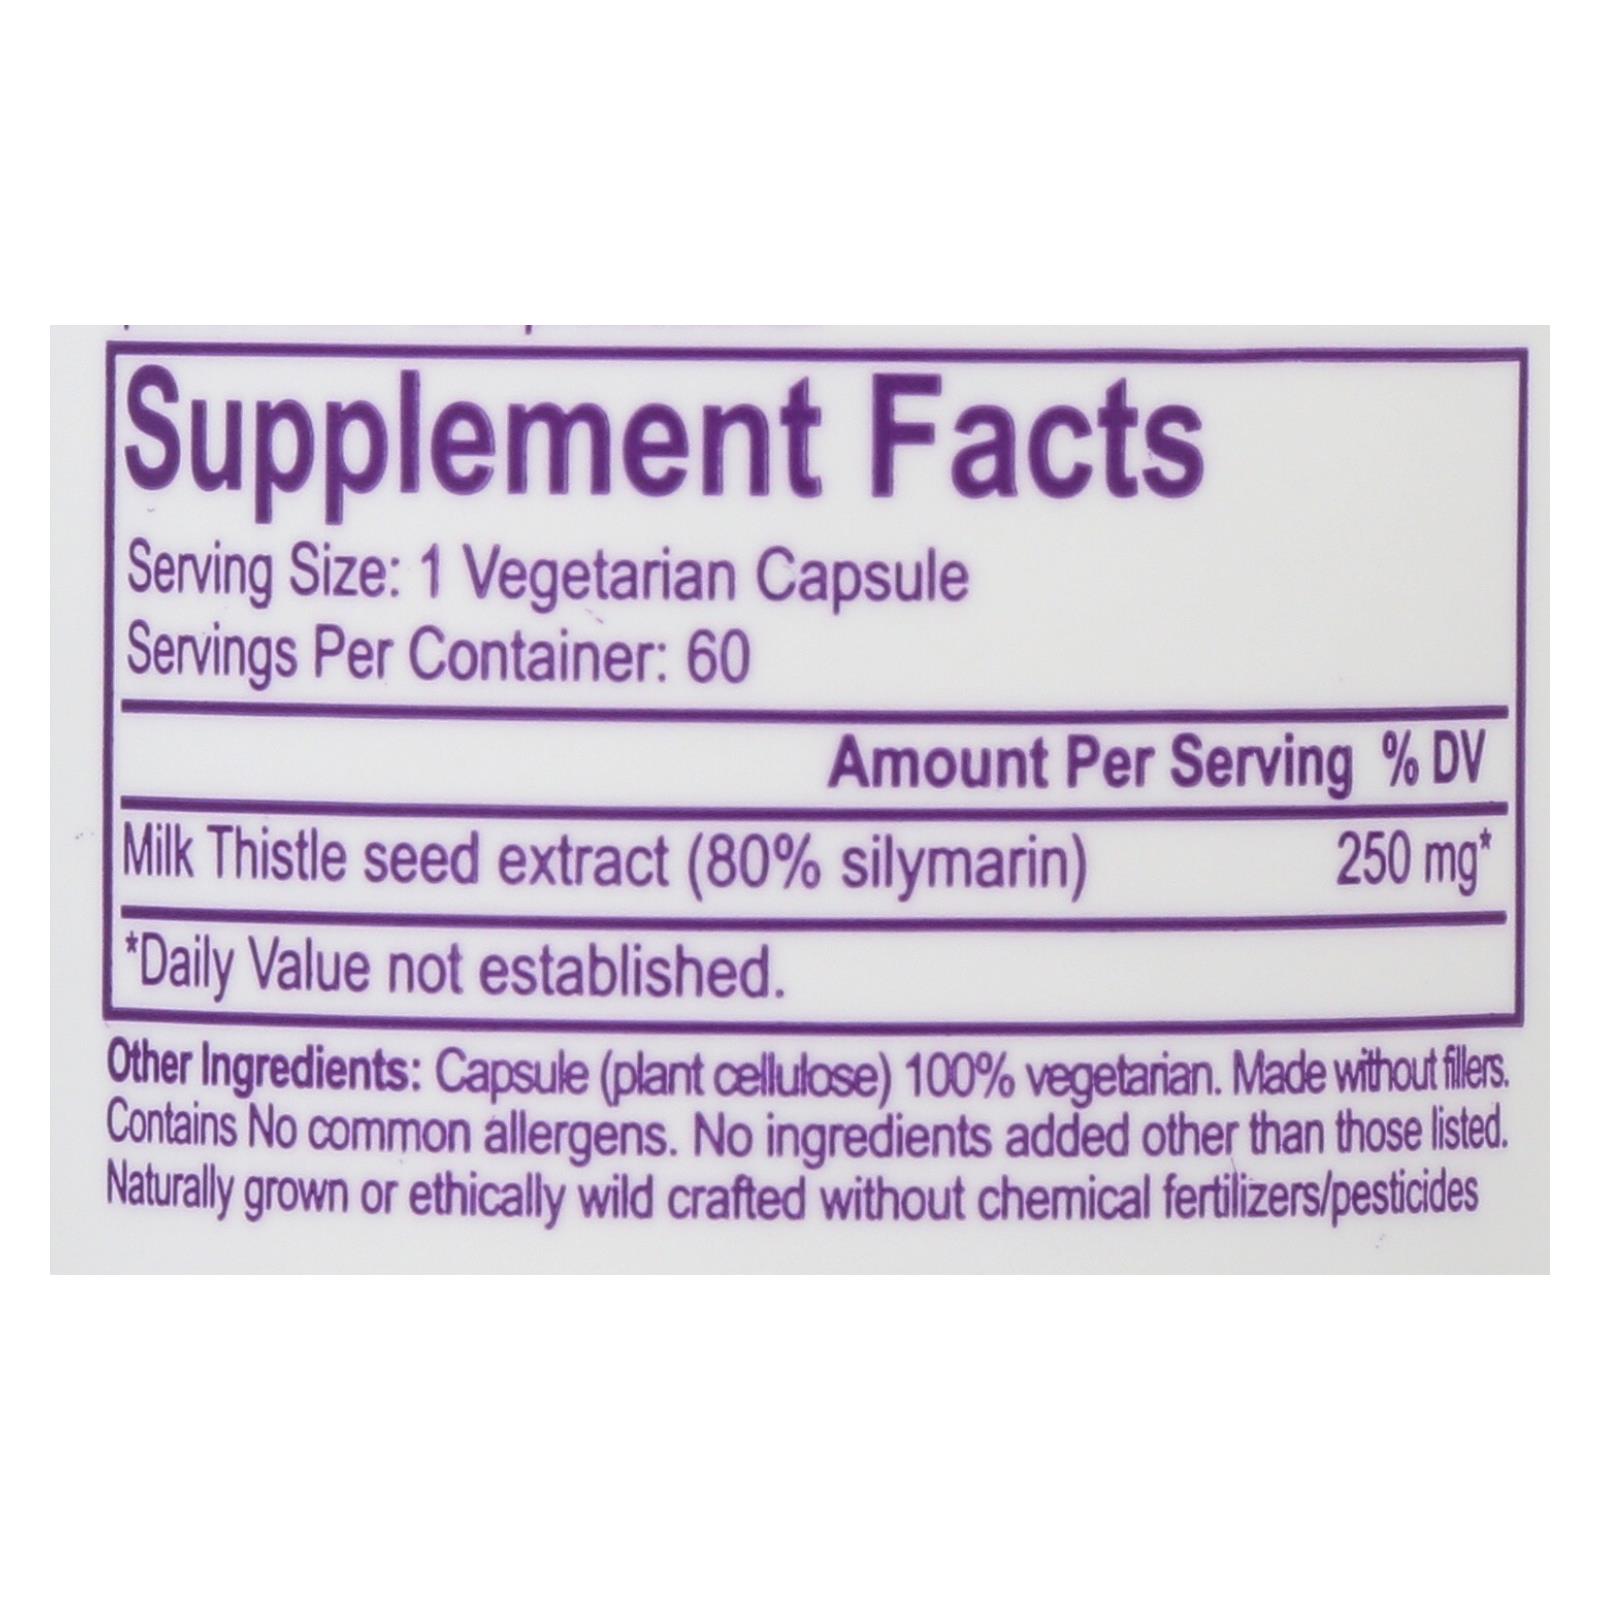 Supplement Facts
Serving Size: 1 Vegetarian Capsule
Servings Per Container: 60
Amount Per Serving % DV
Milk Thistle seed extract (80% silymarin) 250 mg*
*Daily Value not established.
Other Ingredients: Capsule (plant cellulose) 100% vegetarian. Made without fillers.
Contains No common allergens. No ingredients added other than those listed.
Naturally grown or ethically wild crafted without chemical fertilizers/pesticides